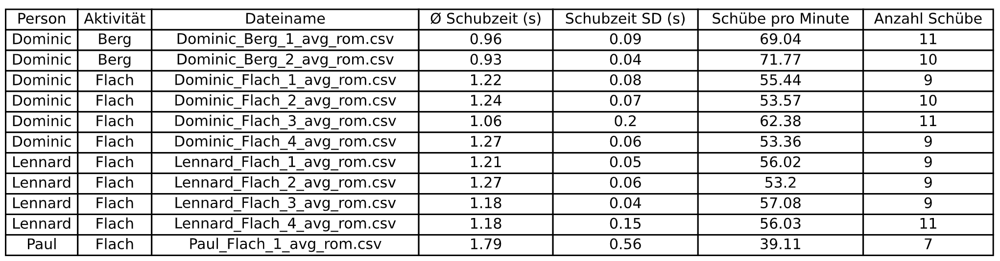 Person Aktivität Dateiname Ø Schubzeit (s) Schubzeit SD (s) Schübe pro Minute Anzahl Schübe
Dominic Berg Dominic_Berg_1_avg_rom.csv 0.96 0.09 69.04 11
Dominic Berg Dominic_Berg_2_avg_rom.csv 0.93 0.04 71.77 10
Dominic Flach Dominic_Flach_1_avg_rom.csv 1.22 0.08 55.44 9
Dominic Flach Dominic_Flach_2_avg_rom.csv 1.24 0.07 53.57 10
Dominic Flach Dominic_Flach_3_avg_rom.csv 1.06 0.2 62.38 11
Dominic Flach Dominic_Flach_4_avg_rom.csv 1.27 0.06 53.36 9
Lennard Flach Lennard_Flach_1_avg_rom.csv 1.21 0.05 56.02 9
Lennard Flach Lennard_Flach_2_avg_rom.csv 1.27 0.06 53.2 9
Lennard Flach Lennard_Flach_3_avg_rom.csv 1.18 0.04 57.08 9
Lennard Flach Lennard_Flach_4_avg_rom.csv 1.18 0.15 56.03 11
Paul Flach Paul_Flach_1_avg_rom.csv 1.79 0.56 39.11 7